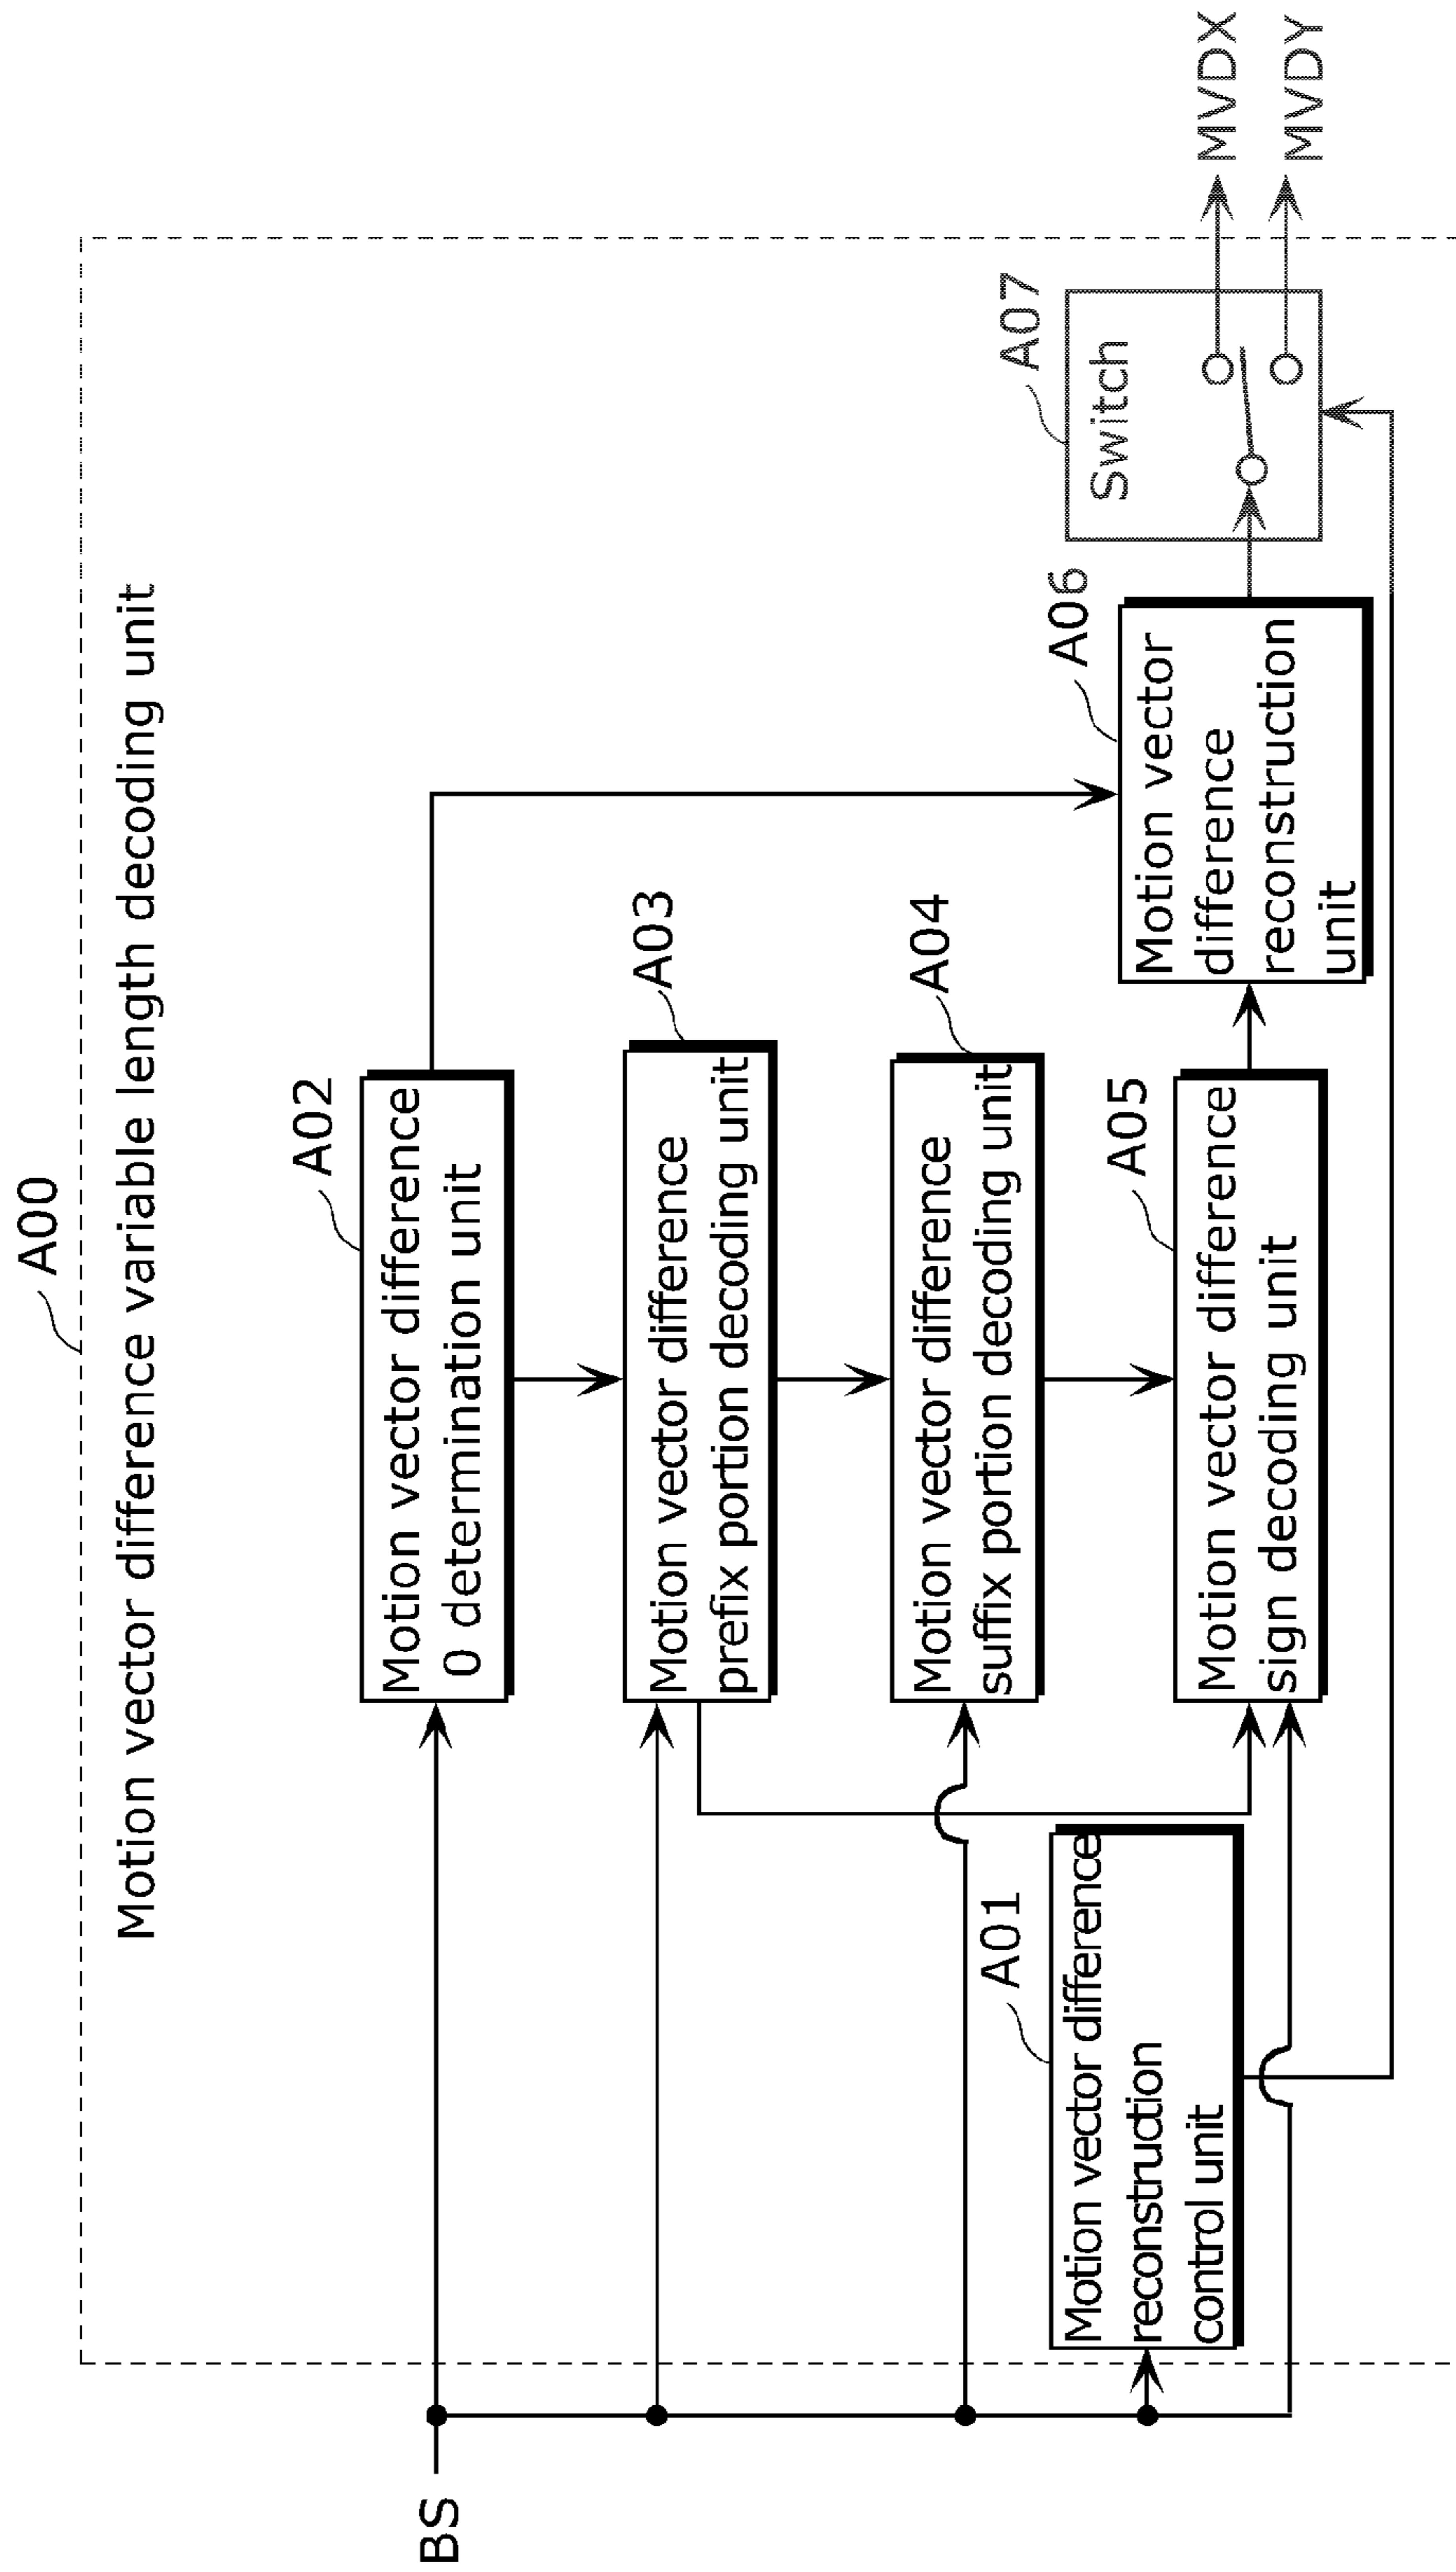 A00
Motion vector difference variable length decoding unit
BS
A02
Motion vector difference
0 determination unit
A03
Motion vector difference
prefix portion decoding unit
A04
Motion vector difference
suffix portion decoding unit
A01
Motion vector difference
reconstruction
control unit
A05
Motion vector difference
sign decoding unit
A06
Motion vector
difference
reconstruction
unit
A07
Switch
MVDX
MVDY